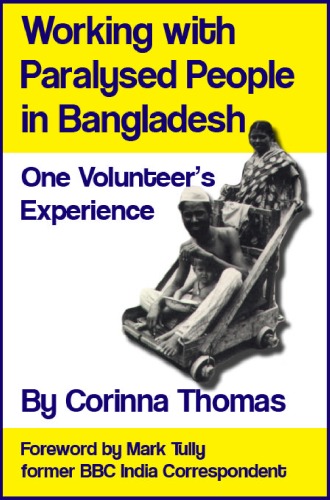 Working with
Paralysed People
in Bangladesh
One Volunteer's
Experience
By Corinna Thomas
Foreword by Mark Tully
former BBC India Correspondent